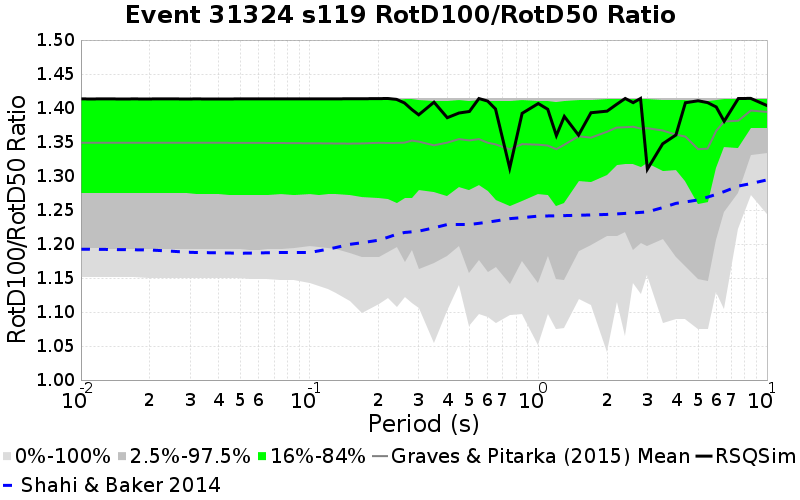 Event 31324 s119 RotD100/RotD50 Ratio
RotD100/RotD50 Ratio
1.50
1.45
1.40
1.35
1.30
1.25
1.20
1.15
1.10
1.05
1.00
10-2 2 3 4 5 6 10-1 2 3 4 5 6 7 100 2 3 4 5 6 7 101
Period (s)
0%-100% 2.5%-97.5% 16%-84% Graves & Pitarka (2015) Mean RSQSim
Shahi & Baker 2014